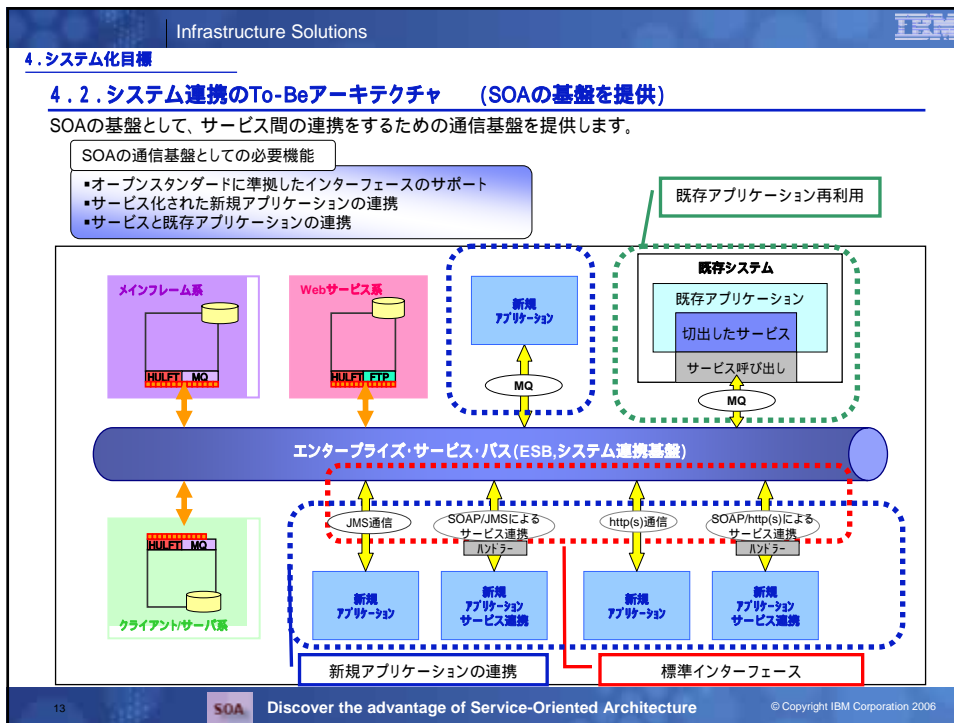 Infrastructure Solutions
IBM
4.システム化目標
4.2.システム連携のTo-Beアーキテクチャ (SOAの基盤を提供)
SOAの基盤として、サービス間の連携をするための通信基盤を提供します。
SOAの通信基盤としての必要機能
▪オープンスタンダードに準拠したインターフェースのサポート
▪サービス化された新規アプリケーションの連携
▪サービスと既存アプリケーションの連携
既存アプリケーション再利用
メインフレーム系
HULFT MQ
Webサービス系
HULFT FTP
新規
アプリケーション
MQ
既存システム
既存アプリケーション
切出したサービス
サービス呼び出し
MQ
エンタープライズ・サービス・バス(ESB,システム連携基盤)
HULFT MQ
クライアント/サーバ系
JMS通信
新規
アプリケーション
SOAP/JMSによる
サービス連携
ハンドラー
新規
アプリケーション
サービス連携
http(s)通信
新規
アプリケーション
SOAP/http(s)による
サービス連携
ハンドラー
新規
アプリケーション
サービス連携
新規アプリケーションの連携
標準インターフェース
13
SOA
Discover the advantage of Service-Oriented Architecture
© Copyright IBM Corporation 2006